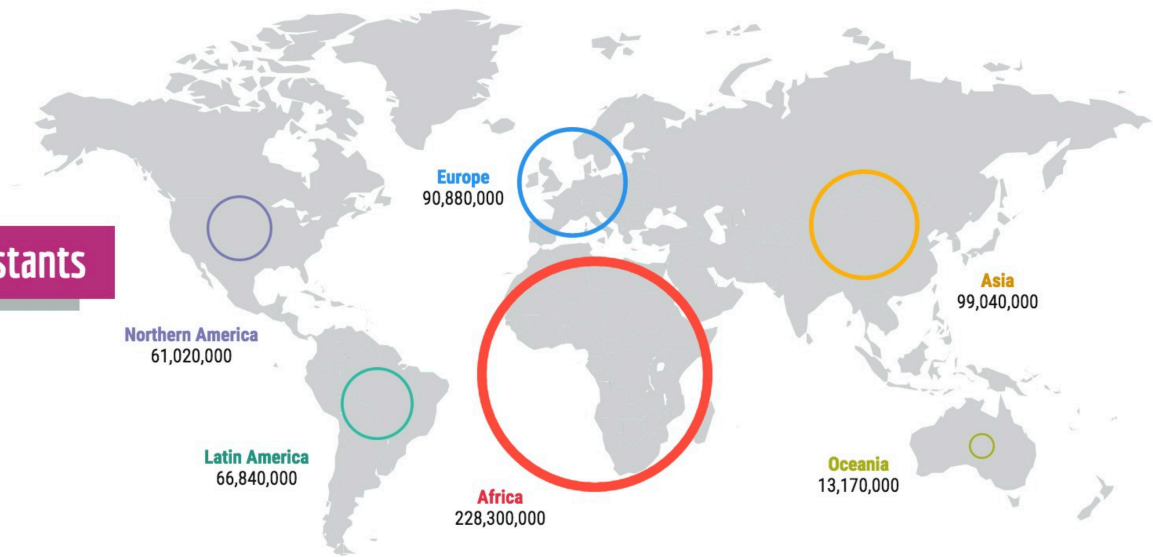 stants
Europe
90,880,000
Asia
99,040,000
Northern America
61,020,000
Latin America
66,840,000
Africa
228,300,000
Oceania
13,170,000